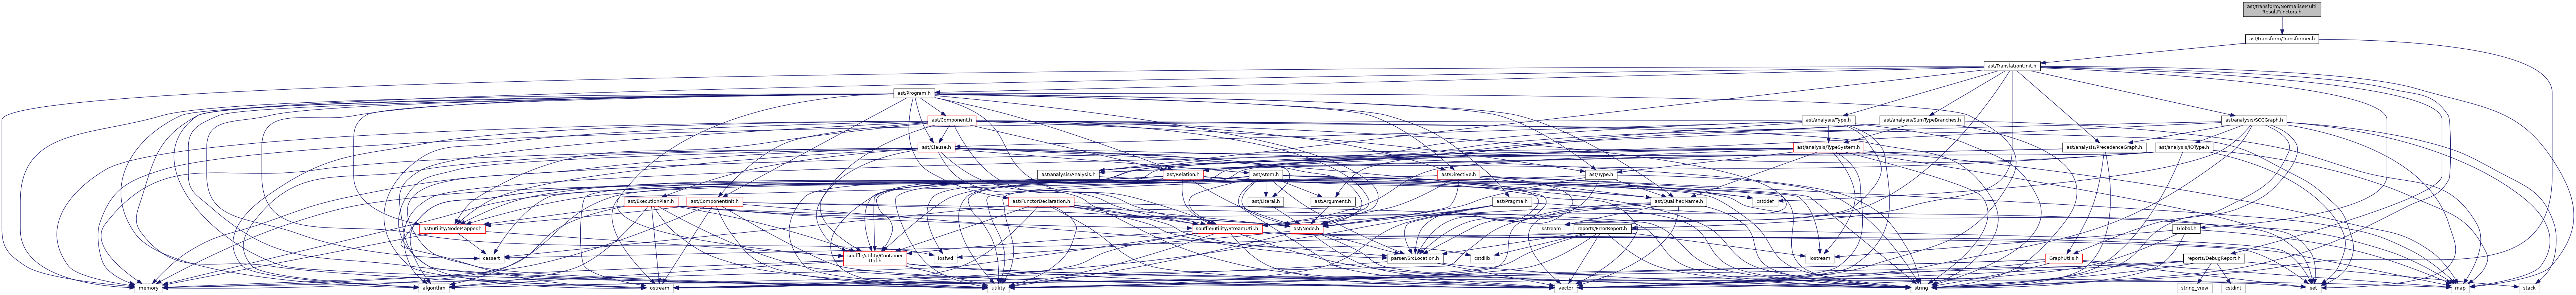 ast/transform/NormaliseMulti
ResultFunctors.h
ast/transform/Transformer.h
ast/TranslationUnit.h
ast/Program.h
ast/Component.h
ast/analysis/Type.h
ast/analysis/SumTypeBranches.h
ast/analysis/SCCGraph.h
ast/Clause.h
ast/analysis/TypeSystem.h
ast/analysis/PrecedenceGraph.h
ast/analysis/IOType.h
ast/analysis/Analysis.h
ast/Relation.h
ast/Atom.h
ast/Directive.h
ast/Type.h
ast/ExecutionPlan.h
ast/ComponentInit.h
ast/FunctorDeclaration.h
ast/Literal.h
ast/Argument.h
ast/Pragma.h
ast/QualifiedName.h
cstddef
ast/utility/NodeMapper.h
souffle/utility/StreamUtil.h
ast/Node.h
sstream
reports/ErrorReport.h
Global.h
cassert
souffle/utility/Container
Util.h
iosfwd
parser/SrcLocation.h
cstdlib
iostream
GraphUtils.h
reports/DebugReport.h
memory
algorithm
ostream
utility
vector
string
string_view
cstdint
set
map
stack